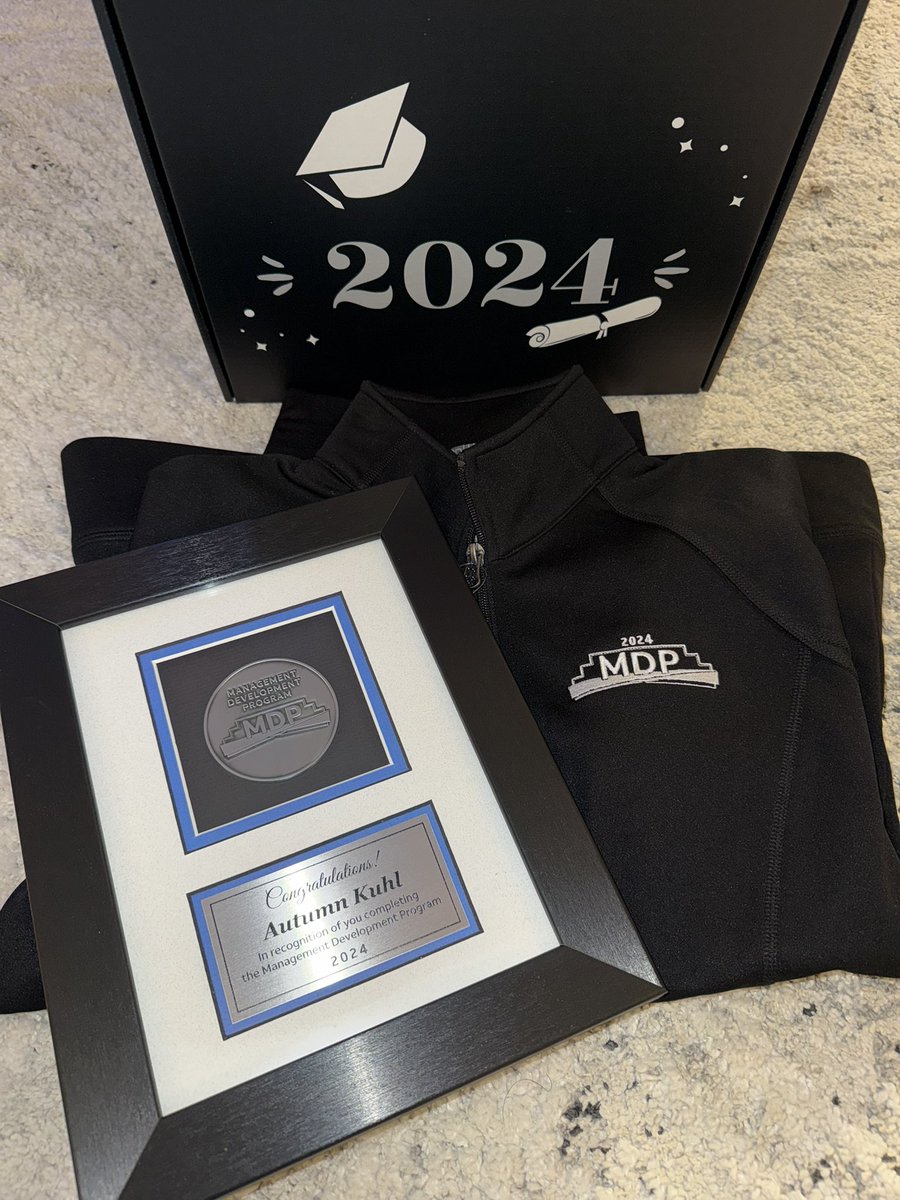 2024
2024
MDP
MANAGEMENT
DEVELOPMENT
PROGRAM
MDP
Congratulations!
Autumn Kuhl
In recognition of you completing
the Management Development Program
2024